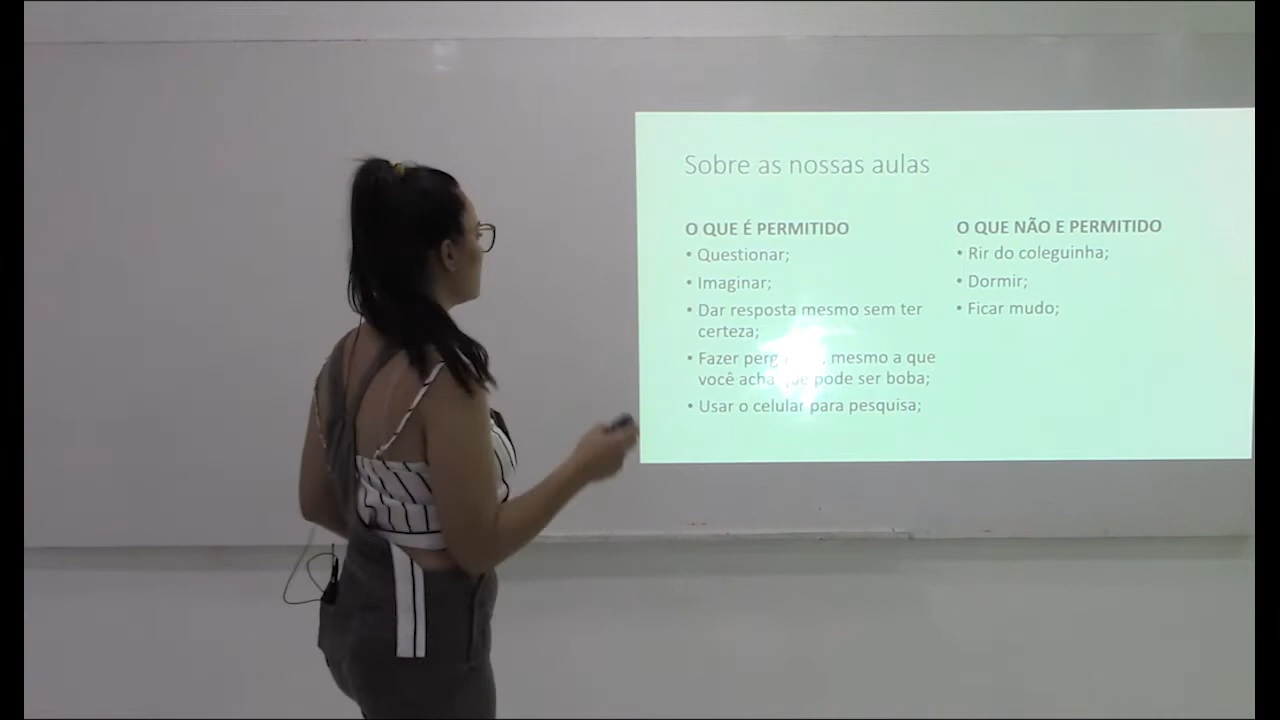 Sobre as nossas aulas
O QUE É PERMITIDO
• Questionar;
• Imaginar;
• Dar resposta mesmo sem ter
certeza;
• Fazer mesmo a que
você acha que pode ser boba;
• Usar o celular para pesquisa;
O QUE NÃO E PERMITIDO
• Rir do coleguinha;
• Dormir;
• Ficar mudo;